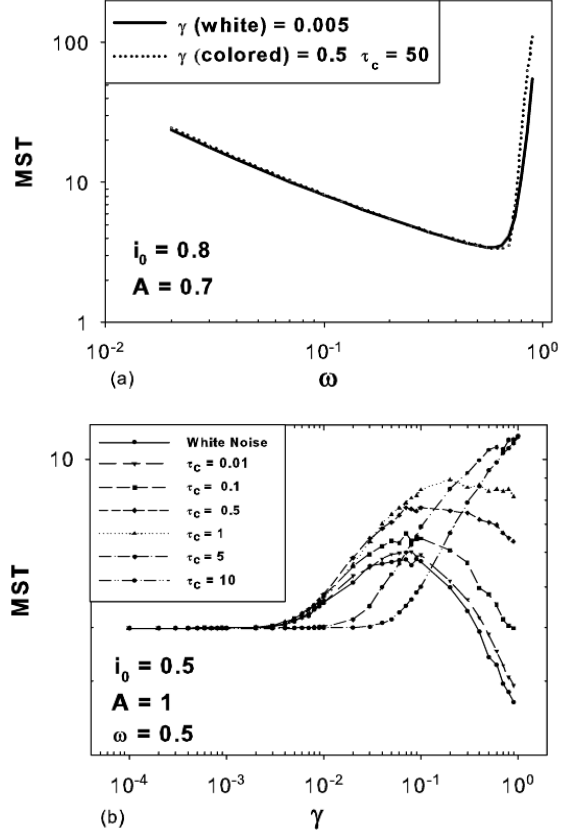 γ (white) = 0.005
γ (colored) = 0.5 τc = 50
100
10
1
MST
i0 = 0.8
A = 0.7
10-2
10-1
100
(a)
ω
White Noise
τc = 0.01
τc = 0.1
τc = 0.5
τc = 1
τc = 5
τc = 10
10
MST
i0 = 0.5
A = 1
ω = 0.5
10-4
10-3
10-2
10-1
100
(b)
γ